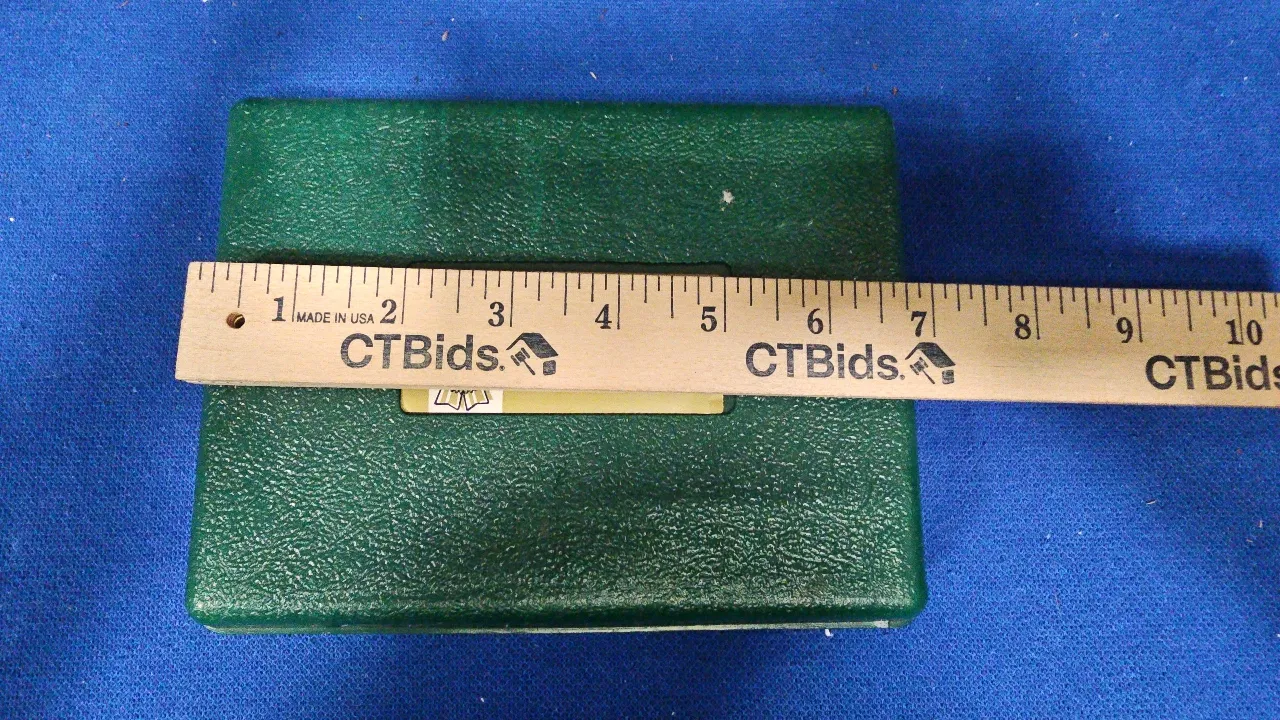 1 MADE IN USA 2 3 4 5 6 7 8 9 10
CTBids. CTBids. CTBids